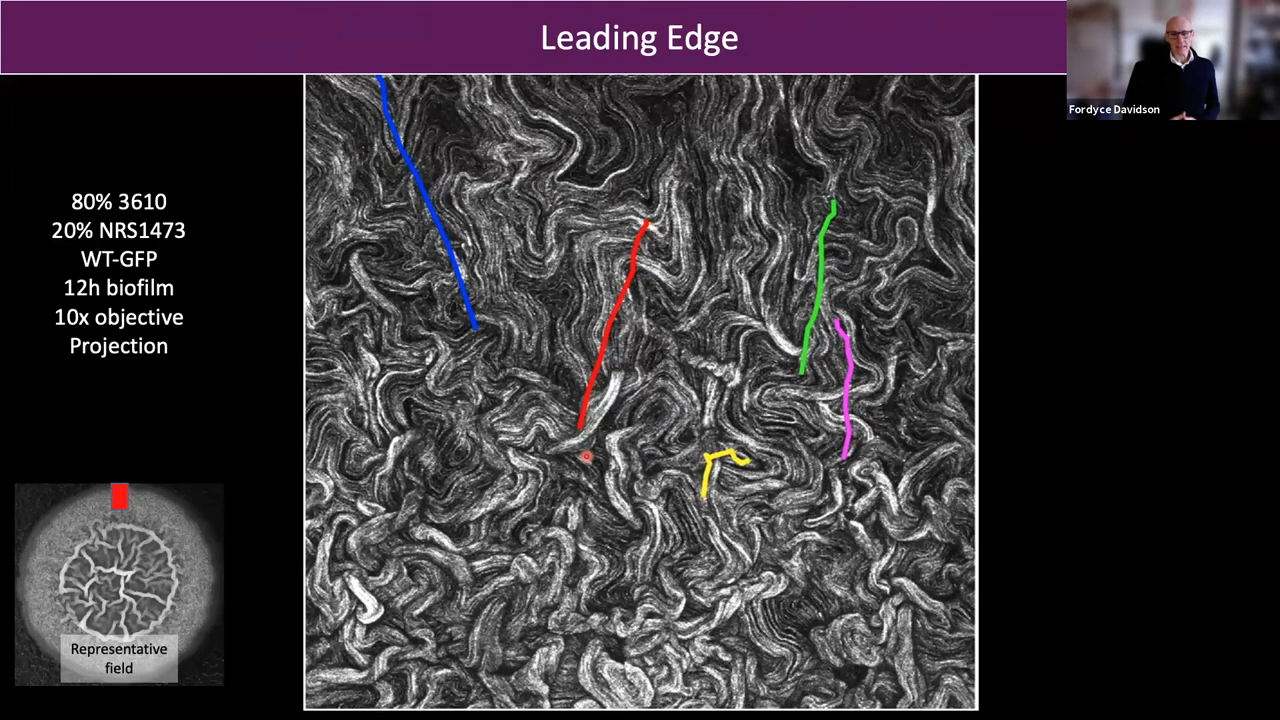 Leading Edge
Fordyce Davidson
80% 3610
20% NRS1473
WT-GFP
12h biofilm
10x objective
Projection
Representative
field